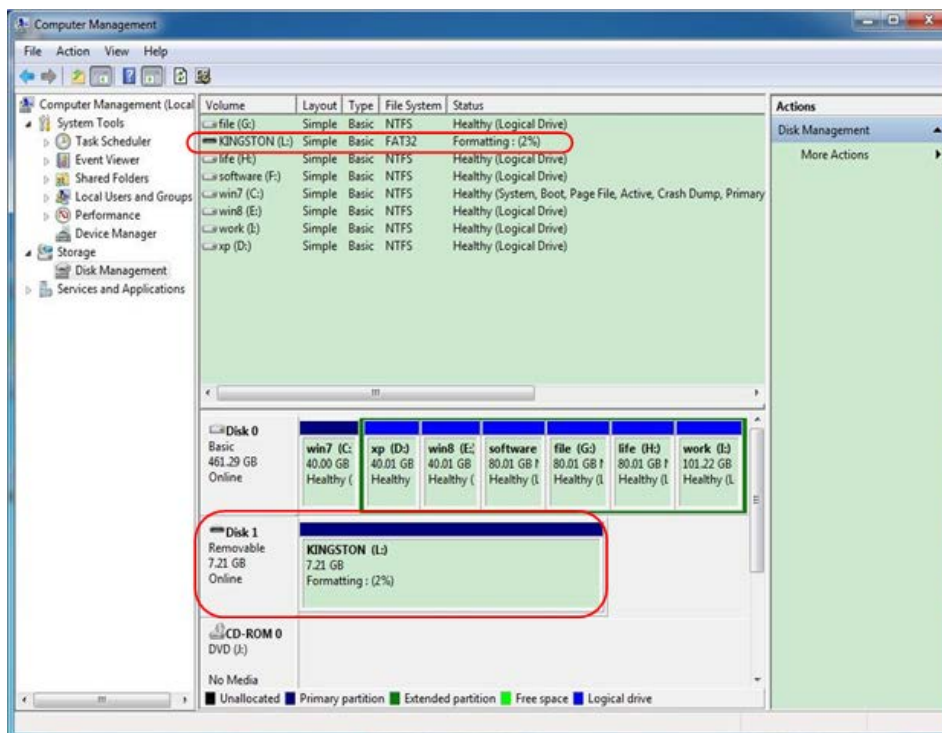 Computer Management
File Action View Help
Computer Management (Local
System Tools
Task Scheduler
Event Viewer
Shared Folders
Local Users and Groups
Performance
Device Manager
Storage
Disk Management
Services and Applications
Volume Layout Type File System Status
file (G:) Simple Basic NTFS Healthy (Logical Drive)
KINGSTON (L:) Simple Basic FAT32 Formatting : (2%)
life (H:) Simple Basic NTFS Healthy (Logical Drive)
software (F:) Simple Basic NTFS Healthy (Logical Drive)
win7 (C:) Simple Basic NTFS Healthy (System, Boot, Page File, Active, Crash Dump, Primary
win8 (E:) Simple Basic NTFS Healthy (Logical Drive)
work (I:) Simple Basic NTFS Healthy (Logical Drive)
xp (D:) Simple Basic NTFS Healthy (Logical Drive)
Actions
Disk Management
More Actions
Disk 0
Basic
461.29 GB
Online
win7 (C:
40.00 GB
Healthy (
xp (D:)
40.01 GB
Healthy
win8 (E:
40.01 GB
Healthy (
software
80.01 GB
Healthy (L
file (G:)
80.01 GB
Healthy (L
life (H:)
80.01 GB
Healthy (L
work (I:)
101.22 GB
Healthy (L
Disk 1
Removable
7.21 GB
Online
KINGSTON (L:)
7.21 GB
Formatting : (2%)
CD-ROM 0
DVD (J:)
No Media
Unallocated Primary partition Extended partition Free space Logical drive